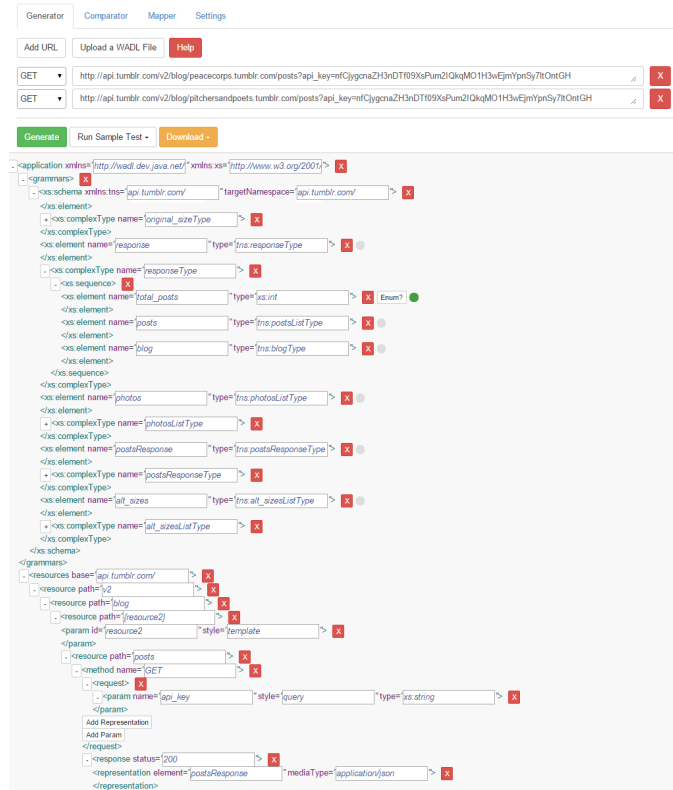 Generator Comparator Mapper Settings
Add URL Upload a WADL File Help
GET http://api.tumblr.com/v2/blog/peacecorps.tumblr.com/posts?api_key=nfCjygcnaZH3nDTf09XsPum2IQkqMO1H3wEjmYpnSy7ItOntGH X
GET http://api.tumblr.com/v2/blog/pitchersandpoets.tumblr.com/posts?api_key=nfCjygcnaZH3nDTf09XsPum2IQkqMO1H3wEjmYpnSy7ItOntGH X
Generate Run Sample Test Download
- <application xmlns="http://wadl.dev.java.net/" xmlns:xs="http://www.w3.org/2001/"> X
- <grammars> X
- <xs:schema xmlns:tns="api.tumblr.com/" targetNamespace="api.tumblr.com/"> X
</xs:element>
+ <xs:complexType name="original_sizeType"> X
</xs:complexType>
<xs:element name="response" type="tns:responseType"> X
</xs:element>
- <xs:complexType name="responseType"> X
- <xs:sequence> X
<xs:element name="total_posts" type="xs:int"> X Enum?
</xs:element>
<xs:element name="posts" type="tns:postsListType"> X
</xs:element>
<xs:element name="blog" type="tns:blogType"> X
</xs:element>
</xs:sequence>
</xs:complexType>
<xs:element name="photos" type="tns:photosListType"> X
</xs:element>
+ <xs:complexType name="photosListType"> X
</xs:complexType>
<xs:element name="postsResponse" type="tns:postsResponseType"> X
</xs:element>
+ <xs:complexType name="postsResponseType"> X
</xs:complexType>
<xs:element name="alt_sizes" type="tns:alt_sizesListType"> X
</xs:element>
+ <xs:complexType name="alt_sizesListType"> X
</xs:complexType>
</xs:schema>
</grammars>
- <resources base="api.tumblr.com/"> X
- <resource path="v2"> X
- <resource path="blog"> X
- <resource path="{resource2}"> X
<param id="resource2" style="template"> X
</param>
- <resource path="posts"> X
- <method name="GET"> X
- <request> X
- <param name="api_key" style="query" type="xs:string"> X
</param>
Add Representation
Add Param
</request>
- <response status="200"> X
<representation element="postsResponse" mediaType="application/json"> X
</representation>